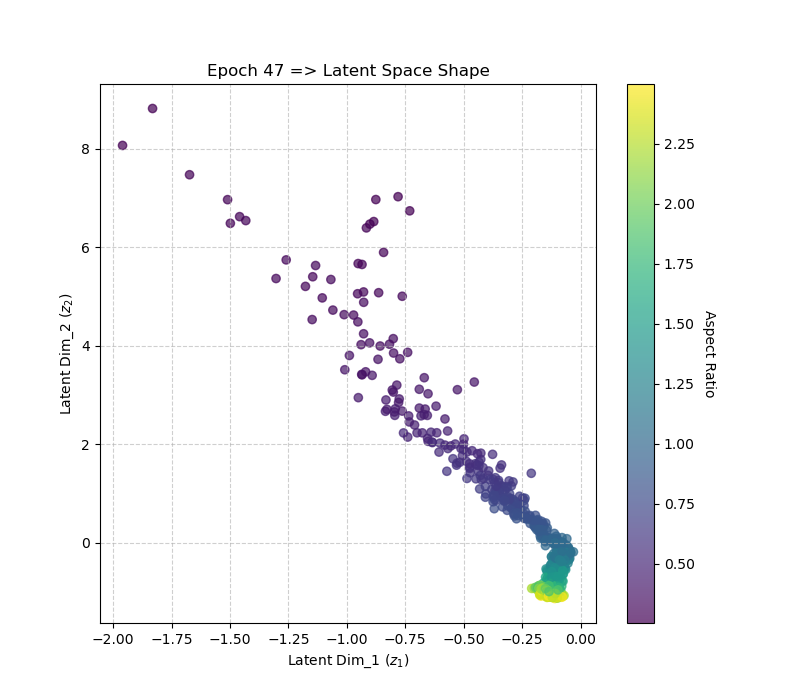 Epoch 47 => Latent Space Shape
8
6
4
2
0
Latent Dim_2 (z₂)
−2.00 −1.75 −1.50 −1.25 −1.00 −0.75 −0.50 −0.25 0.00
Latent Dim_1 (z₁)
2.25
2.00
1.75
1.50
1.25
1.00
0.75
0.50
Aspect Ratio